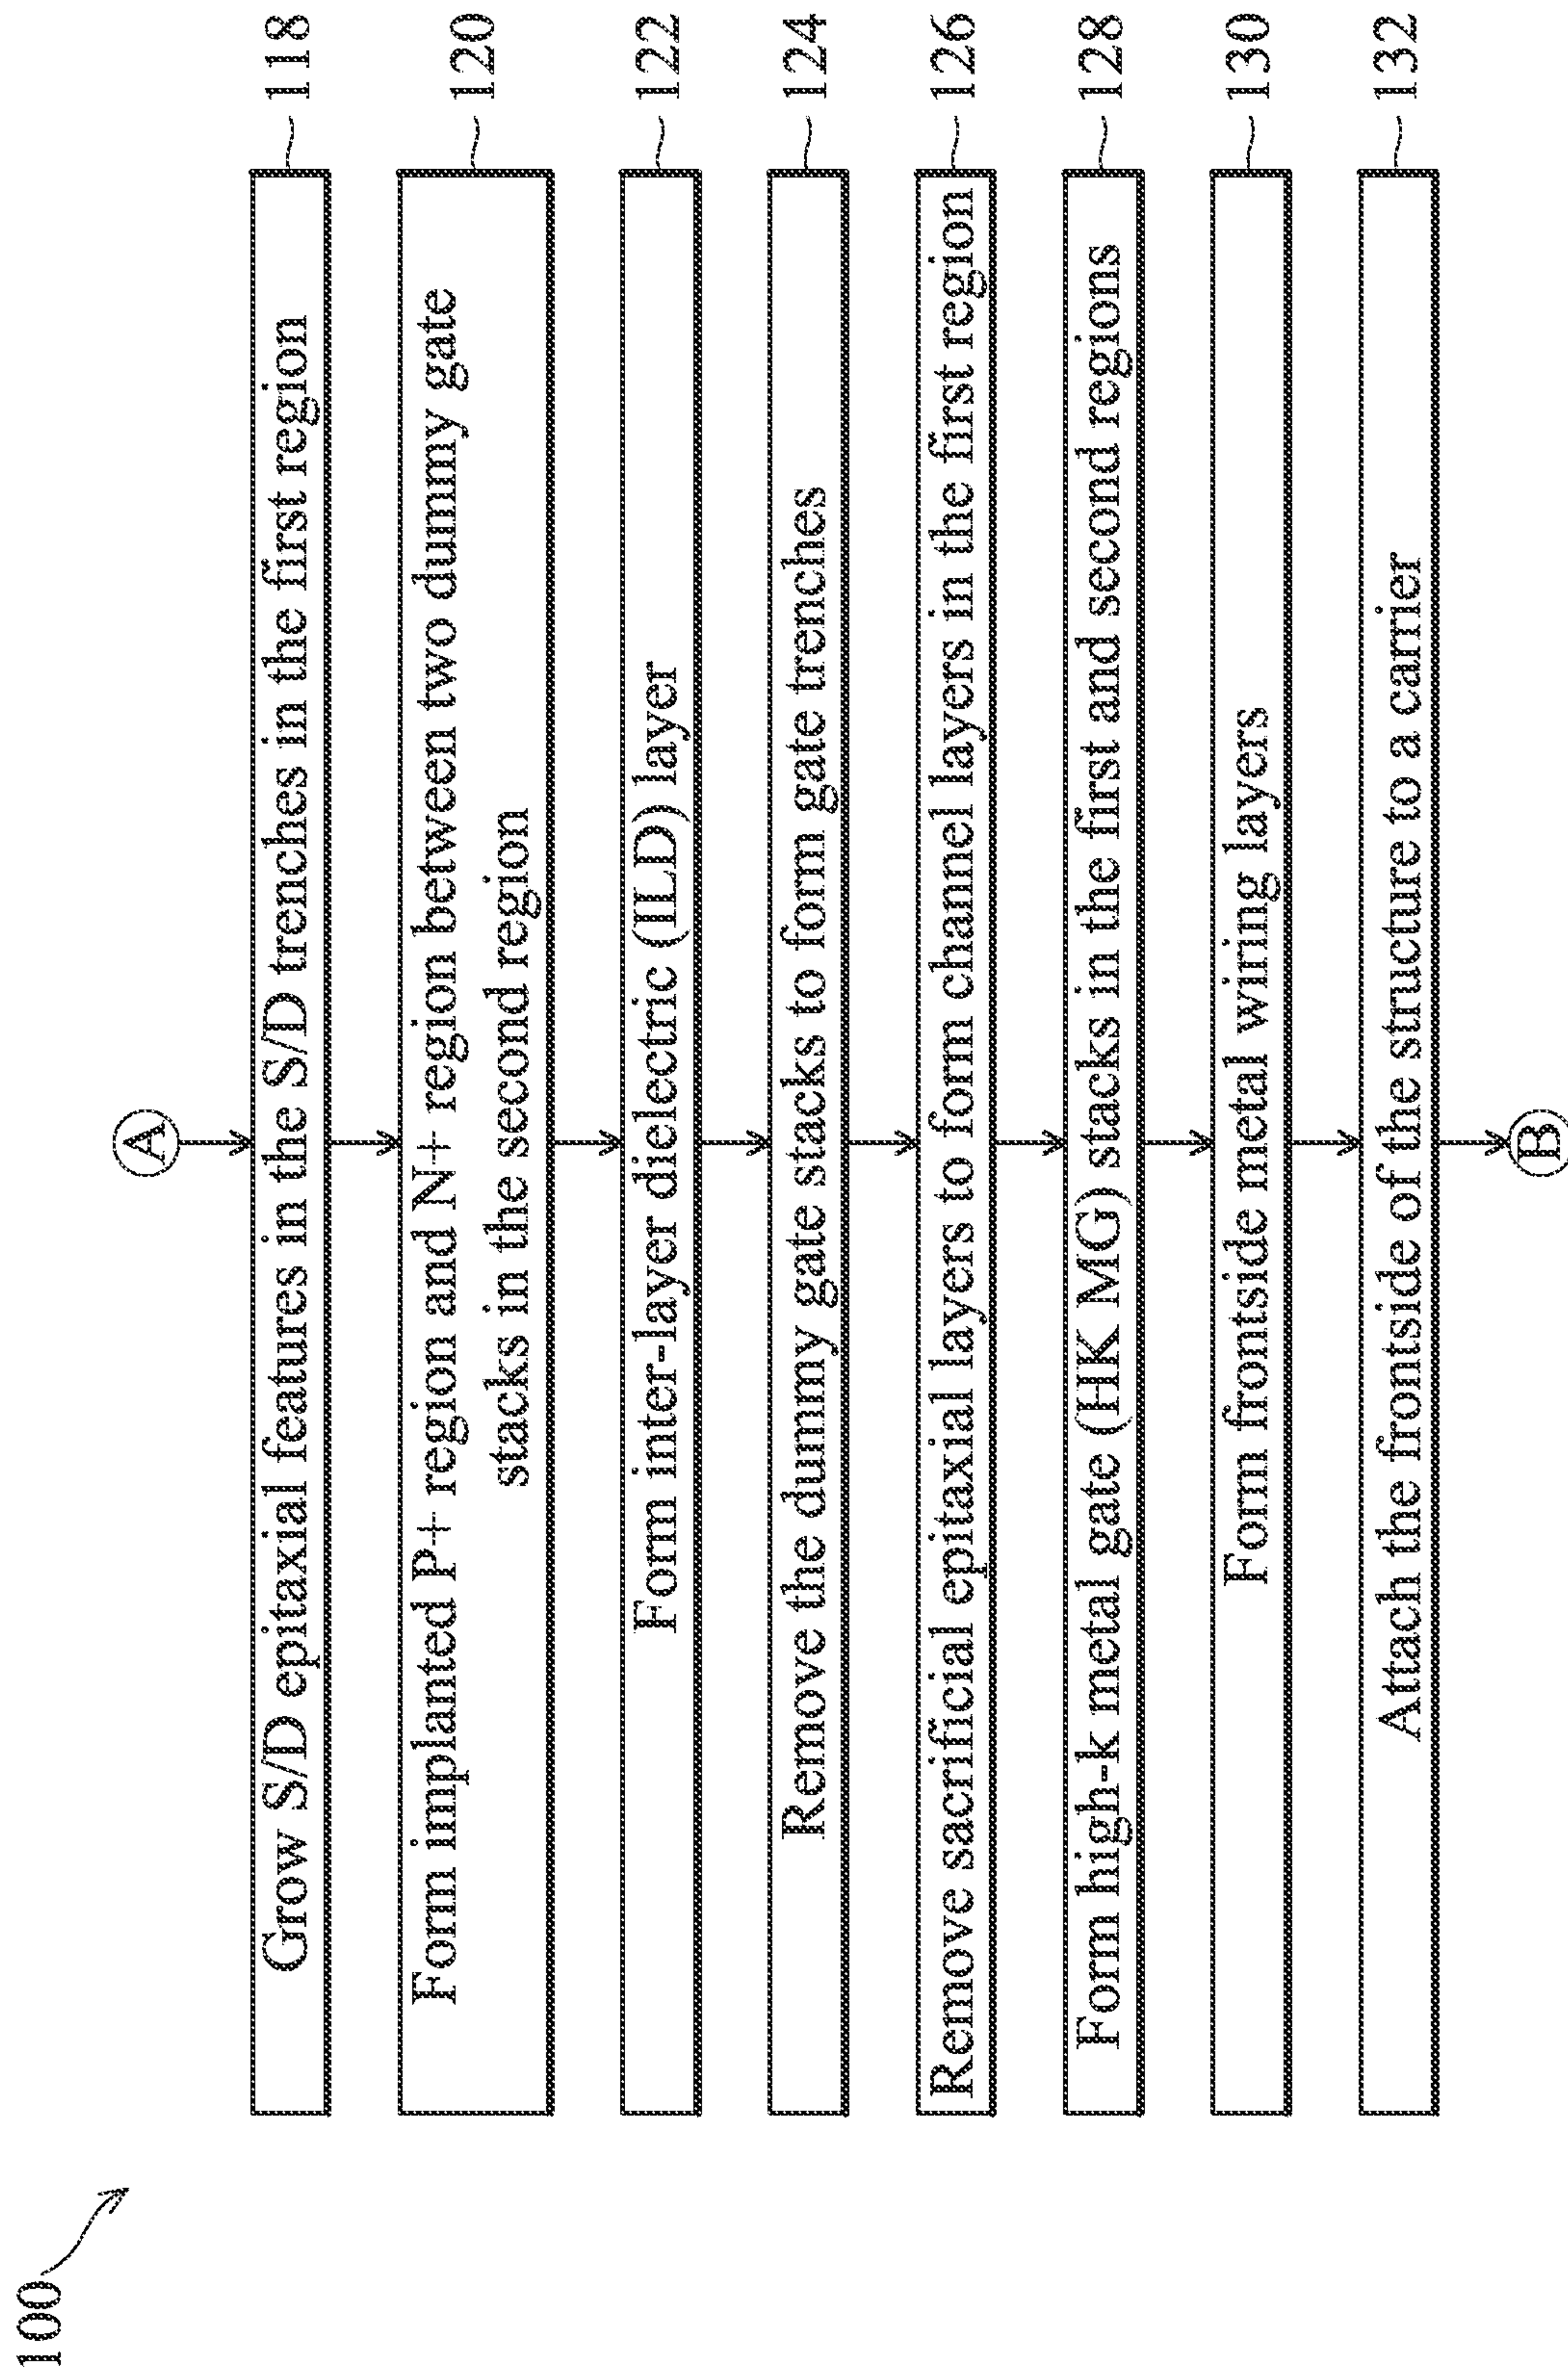 100
A
Grow S/D epitaxial features in the S/D trenches in the first region
118
Form implanted P+ region and N+ region between two dummy gate
stacks in the second region
120
Form inter-layer dielectric (ILD) layer
122
Remove the dummy gate stacks to form gate trenches
124
Remove sacrificial epitaxial layers to form channel layers in the first region
126
Form high-k metal gate (HK MG) stacks in the first and second regions
128
Form frontside metal wiring layers
130
Attach the frontside of the structure to a carrier
132
B